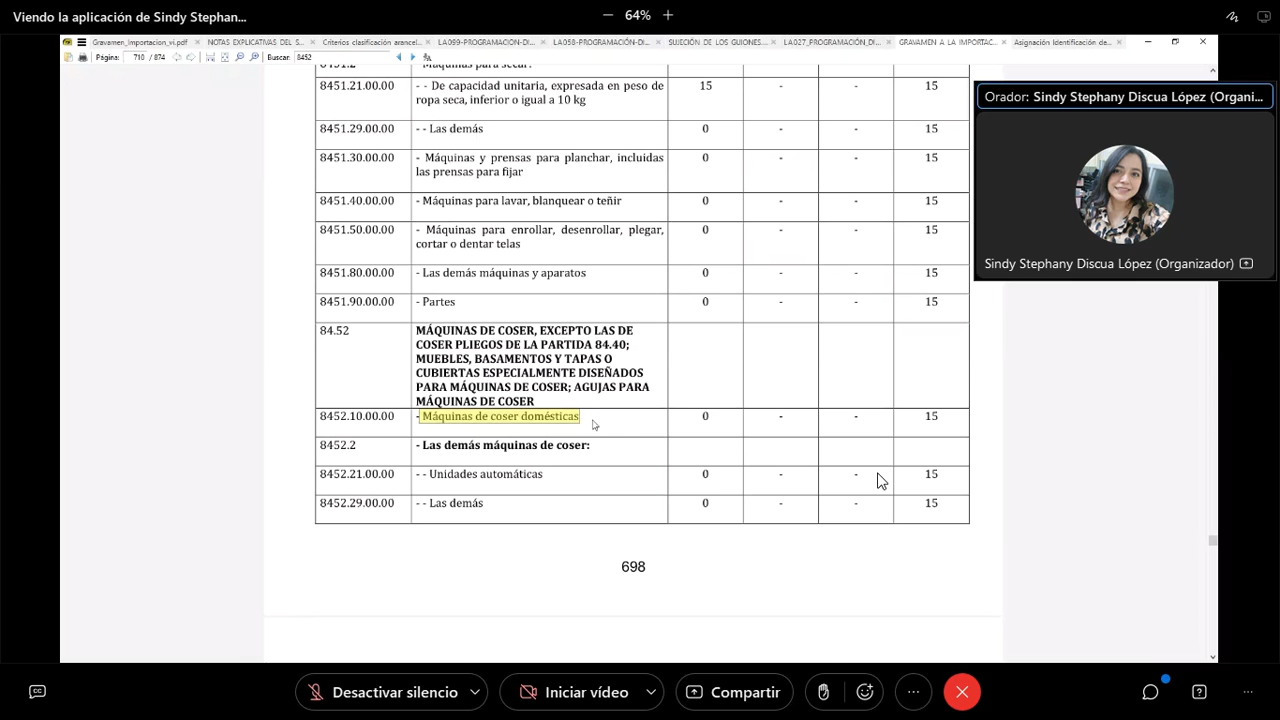 Viendo la aplicación de Sindy Stephan...
64%
Gravamen_Importacion_vi.pdf
NOTAS EXPLICATIVAS DEL S...
Criterios clasificación arancel...
LA099-PROGRAMACION-DI...
LA058-PROGRAMACIÓN-DI...
SUJECIÓN DE LOS GUIONES...
LA027_PROGRAMACIÓN_DI...
GRAVAMEN A LA IMPORTAC...
Asignación Identificación de...
Página: 710 / 874
Buscar: 8452
8451.21.00.00 - - De capacidad unitaria, expresada en peso de 15 - - 15
ropa seca, inferior o igual a 10 kg
8451.29.00.00 - - Las demás 0 - - 15
8451.30.00.00 - Máquinas y prensas para planchar, incluidas 0 - - 15
las prensas para fijar
8451.40.00.00 - Máquinas para lavar, blanquear o teñir 0 - - 15
8451.50.00.00 - Máquinas para enrollar, desenrollar, plegar, 0 - - 15
cortar o dentar telas
8451.80.00.00 - Las demás máquinas y aparatos 0 - - 15
8451.90.00.00 - Partes 0 - - 15
84.52 MÁQUINAS DE COSER, EXCEPTO LAS DE
COSER PLIEGOS DE LA PARTIDA 84.40;
MUEBLES, BASAMENTOS Y TAPAS O
CUBIERTAS ESPECIALMENTE DISEÑADOS
PARA MÁQUINAS DE COSER; AGUJAS PARA
MÁQUINAS DE COSER
8452.10.00.00 - Máquinas de coser domésticas 0 - - 15
8452.2 - Las demás máquinas de coser:
8452.21.00.00 - - Unidades automáticas 0 - - 15
8452.29.00.00 - - Las demás 0 - - 15
698
Orador: Sindy Stephany Discua López (Organi...
Sindy Stephany Discua López (Organizador)
Desactivar silencio
Iniciar vídeo
Compartir